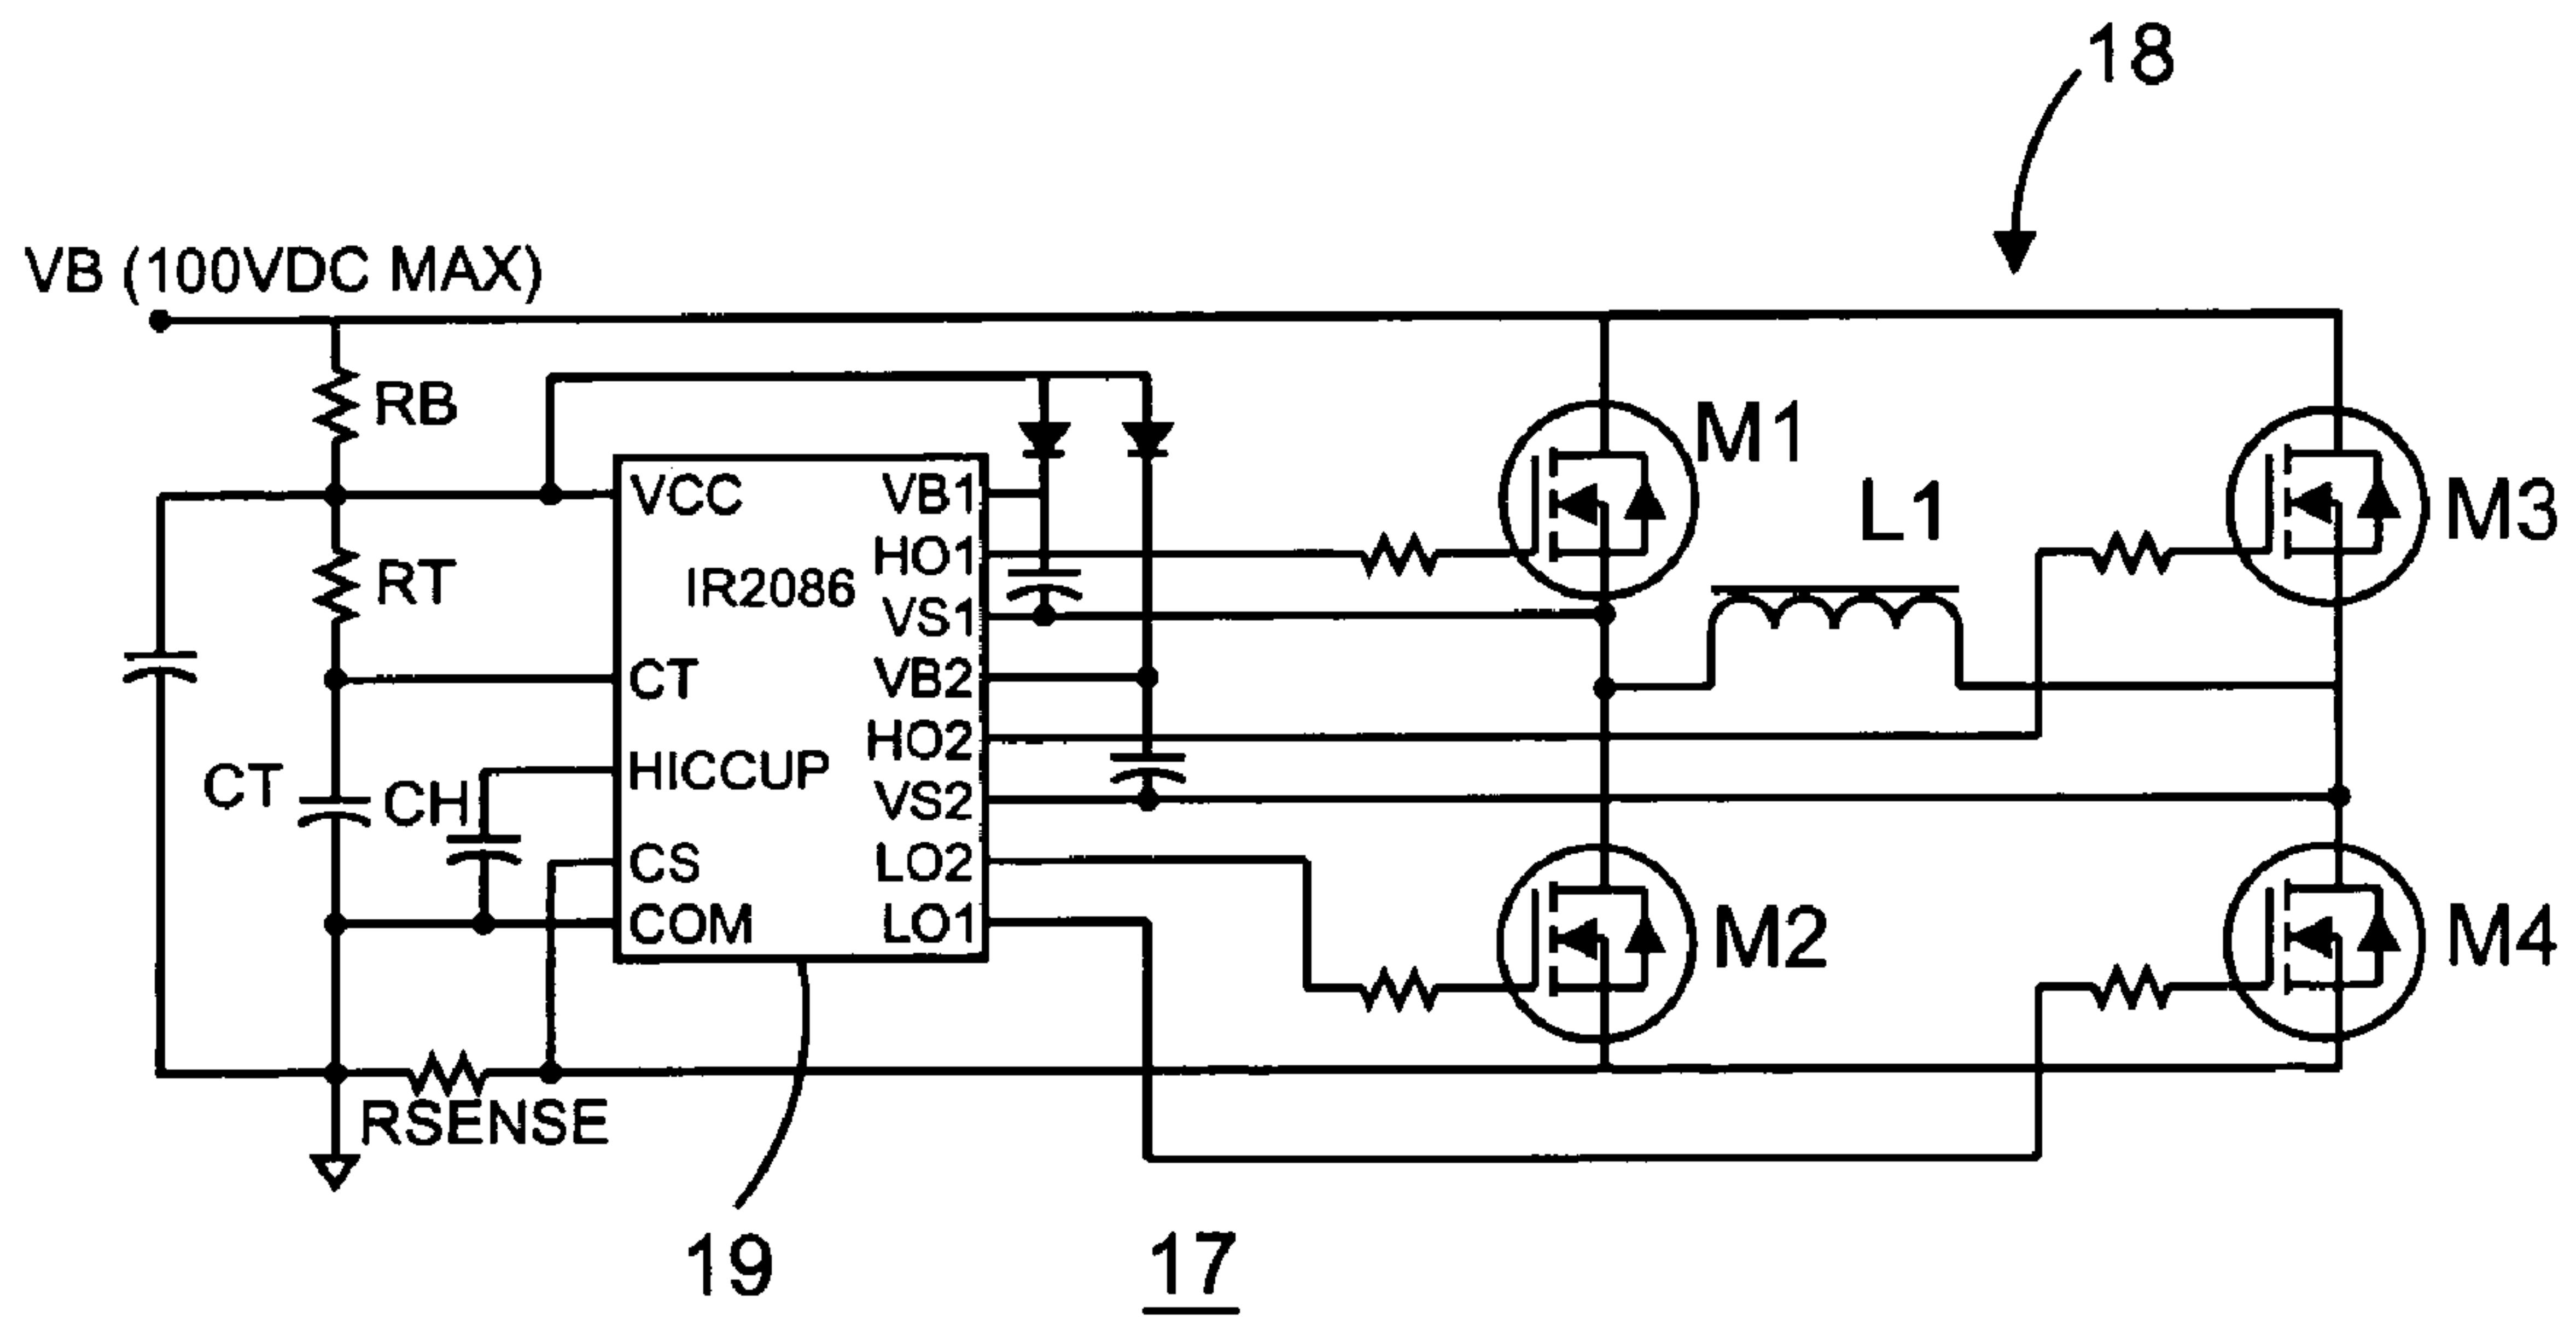 18
VB (100VDC MAX)
RB
M1
L1
M3
VCC
VB1
HO1
RT
IR2086
VS1
CT
VB2
HO2
HICCUP
CT
CH
VS2
CS
LO2
COM
LO1
M2
M4
RSENSE
19
17